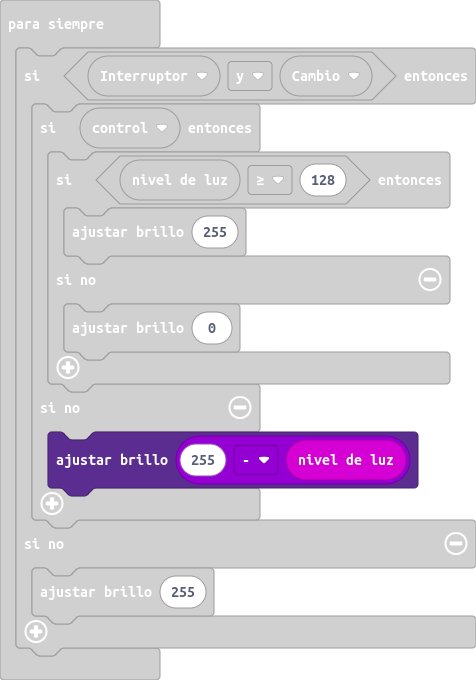 para siempre
si Interruptor y Cambio entonces
si control entonces
si nivel de luz ≥ 128 entonces
ajustar brillo 255
si no
ajustar brillo 0
si no
ajustar brillo 255 - nivel de luz
si no
ajustar brillo 255